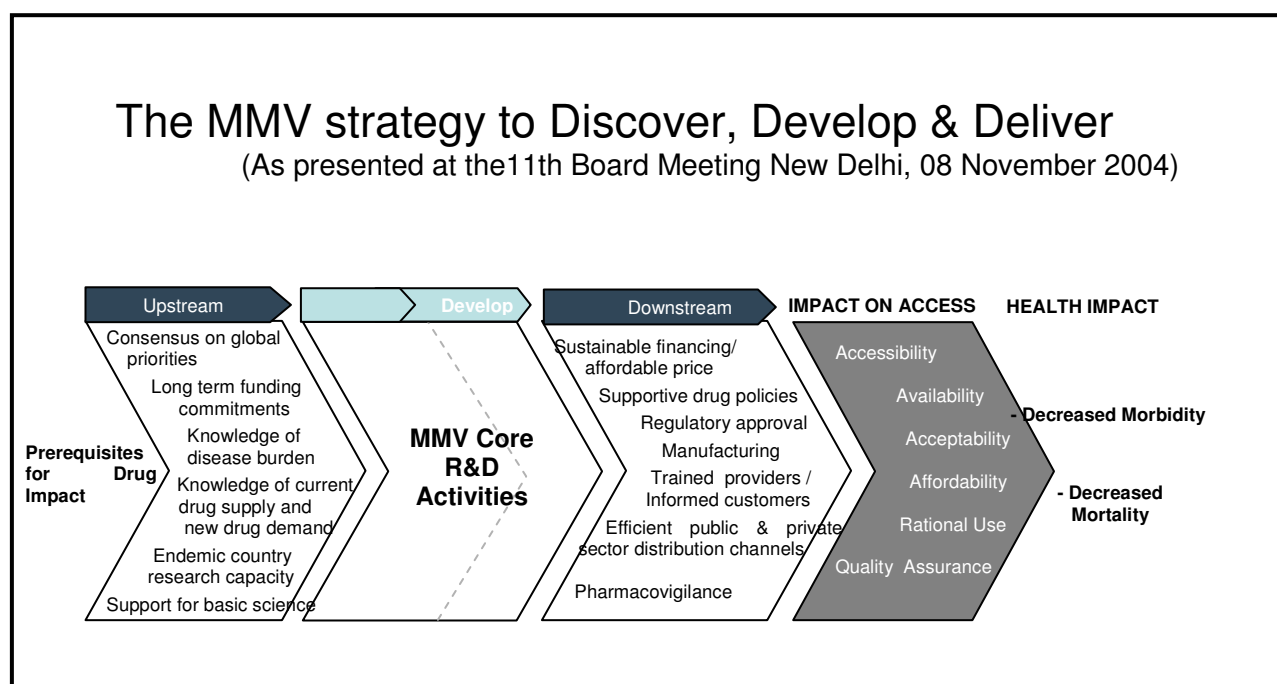 The MMV strategy to Discover, Develop & Deliver
(As presented at the11th Board Meeting New Delhi, 08 November 2004)
Upstream
Develop
Downstream
IMPACT ON ACCESS
HEALTH IMPACT
Prerequisites
for Drug
Impact
Consensus on global
priorities
Long term funding
commitments
Knowledge of
disease burden
Knowledge of current
drug supply and
new drug demand
Endemic country
research capacity
Support for basic science
MMV Core
R&D
Activities
Sustainable financing/
affordable price
Supportive drug policies
Regulatory approval
Manufacturing
Trained providers /
Informed customers
Efficient public & private
sector distribution channels
Pharmacovigilance
Accessibility
Availability
Acceptability
Affordability
Rational Use
Quality Assurance
- Decreased Morbidity
- Decreased
Mortality